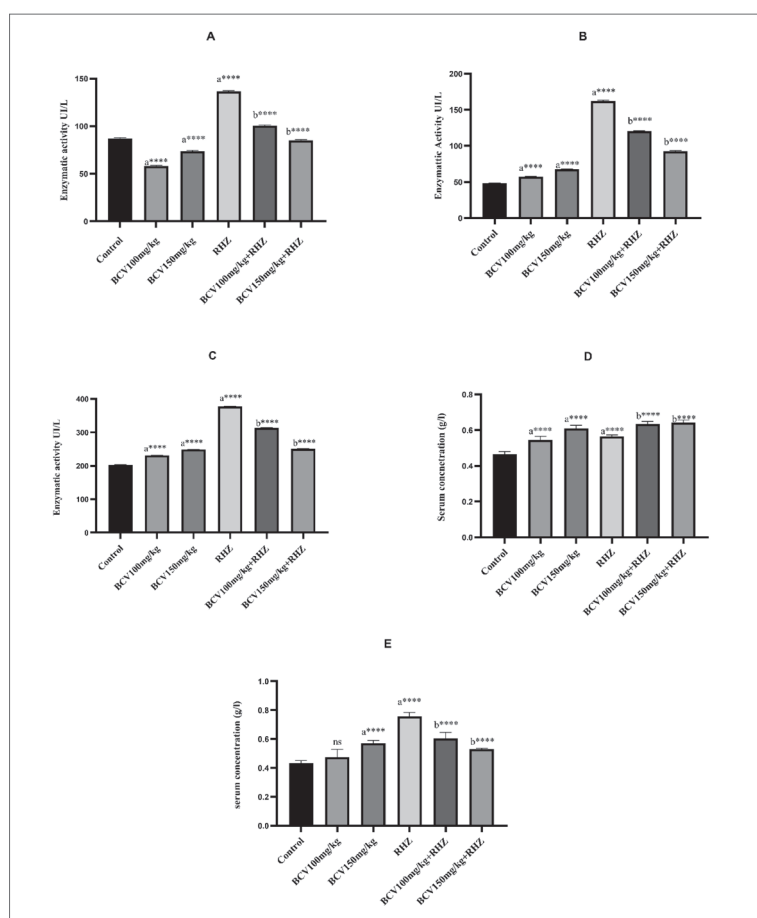 A
Enzymatic activity UI/L
150
100
50
0
a****
a****
a****
b****
b****
Control
BCV100mg/kg
BCV150mg/kg
RHZ
BCV100mg/kg+RHZ
BCV150mg/kg+RHZ
B
Enzymattic Activity UI/L
200
150
100
50
0
a****
a****
a****
b****
b****
Control
BCV100mg/kg
BCV150mg/kg
RHZ
BCV100mg/kg+RHZ
BCV150mg/kg+RHZ
C
Enzymatic activity UI/L
400
300
200
100
0
a****
a****
a****
b****
b****
Control
BCV100mg/kg
BCV150mg/kg
RHZ
BCV100mg/kg+RHZ
BCV150mg/kg+RHZ
D
Serum concnetration (g/l)
0.8
0.6
0.4
0.2
0.0
a****
a****
a****
b****
b****
Control
BCV100mg/kg
BCV150mg/kg
RHZ
BCV100mg/kg+RHZ
BCV150mg/kg+RHZ
E
serum concentration (g/l)
1.0
0.8
0.6
0.4
0.2
0.0
ns
a****
a****
b****
b****
Control
BCV100mg/kg
BCV150mg/kg
RHZ
BCV100mg/kg+RHZ
BCV150mg/kg+RHZ